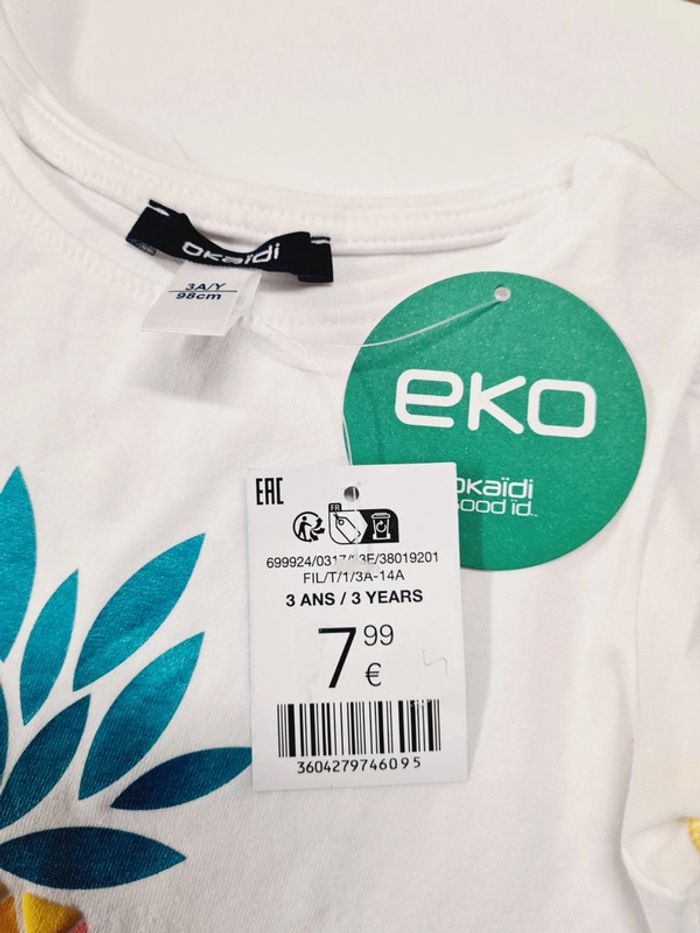 okaïdi
3A/Y
98cm
eko
okaïdi
good ïd..
EAC
FR
FIL/T/1/3A-14A
3 ANS / 3 YEARS
7 99
€
3604279746095